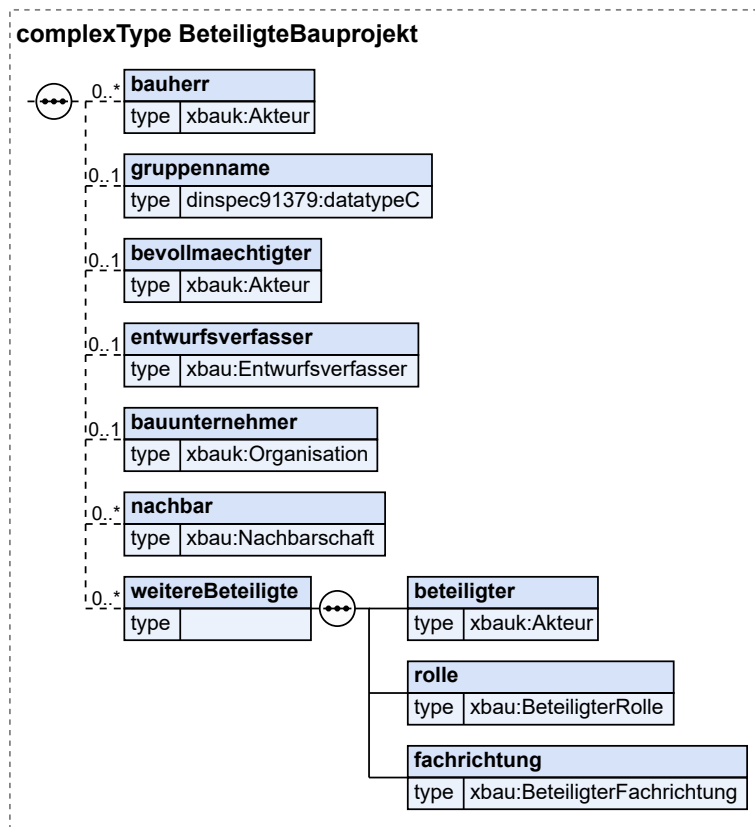 complexType BeteiligteBauprojekt
0..* bauherr
type xbauk:Akteur
0..1 gruppenname
type dinspec91379:datatypeC
0..1 bevollmaechtigter
type xbauk:Akteur
0..1 entwurfsverfasser
type xbau:Entwurfsverfasser
0..1 bauunternehmer
type xbauk:Organisation
0..* nachbar
type xbau:Nachbarschaft
0..* weitereBeteiligte
type
beteiligter
type xbauk:Akteur
rolle
type xbau:BeteiligterRolle
fachrichtung
type xbau:BeteiligterFachrichtung